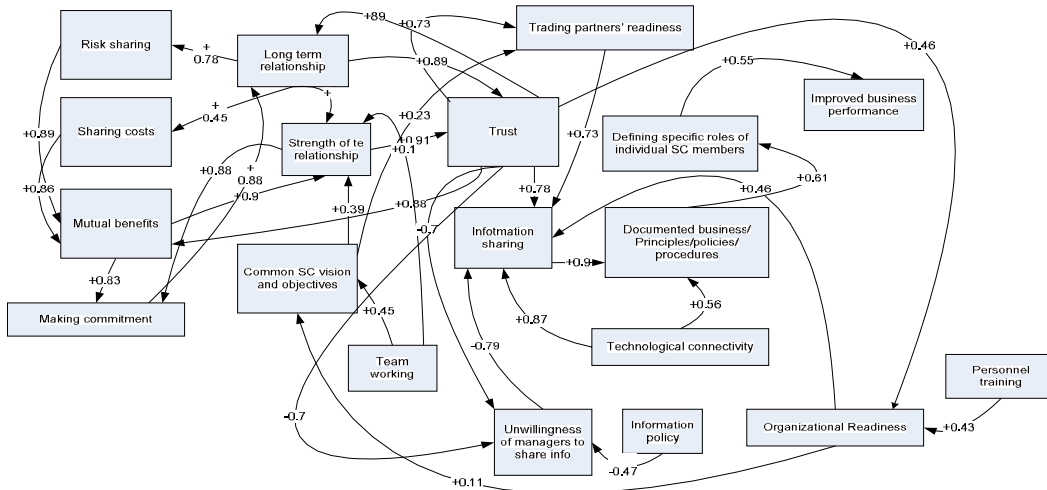 +89
+0.73
Trading partners' readiness
+0.46
Risk sharing
+
0.78
Long term
relationship
+0.89
+0.55
Improved business
performance
+
0.45
+
+0.23
Sharing costs
Strength of te
relationship
+0.91
+0.1
Trust
+0.73
Defining specific roles of
individual SC members
+0.89
+0.86
+0.88
+
0.88
+0.9
+0.88
+0.78
+0.46
+0.61
Mutual benefits
+0.39
-0.7
Infotmation
sharing
Documented business/
Principles/policies/
procedures
+0.9
+0.83
Common SC vision
and objectives
+0.45
+0.56
Making commitment
+0.87
-0.79
Technological connectivity
Team
working
Personnel
training
-0.7
Unwillingness
of managers to
share info
Information
policy
Organizational Readiness
+0.43
-0.47
+0.11